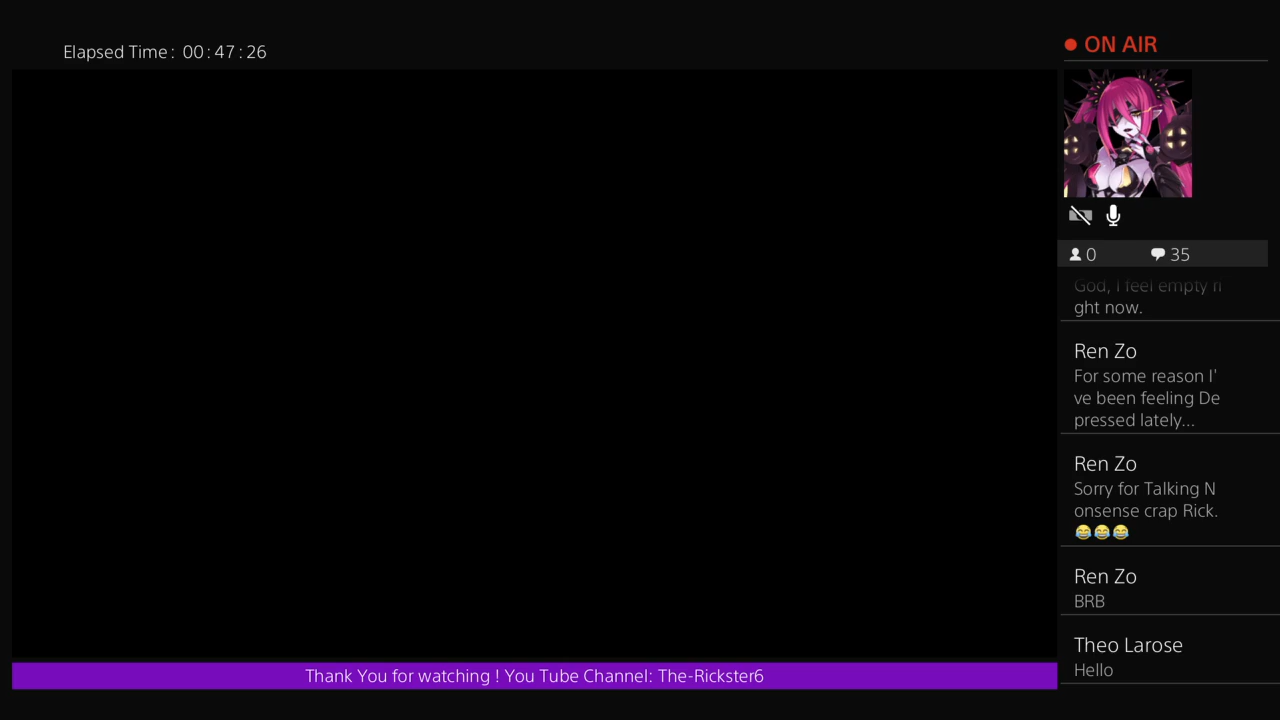 Elapsed Time: 00:47:26
ON AIR
0 35
God, I feel empty ri
ght now.
Ren Zo
For some reason I'
ve been feeling De
pressed lately...
Ren Zo
Sorry for Talking N
onsense crap Rick.
😂😂😂
Ren Zo
BRB
Theo Larose
Hello
Thank You for watching ! You Tube Channel: The-Rickster6